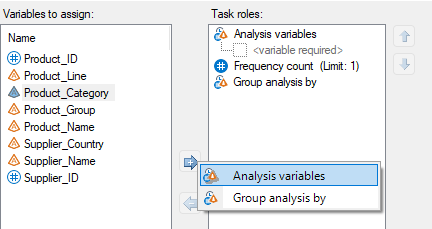 Variables to assign:
Name
Product_ID
Product_Line
Product_Category
Product_Group
Product_Name
Supplier_Country
Supplier_Name
Supplier_ID
Task roles:
Analysis variables
<variable required>
Frequency count (Limit: 1)
Group analysis by
Analysis variables
Group analysis by